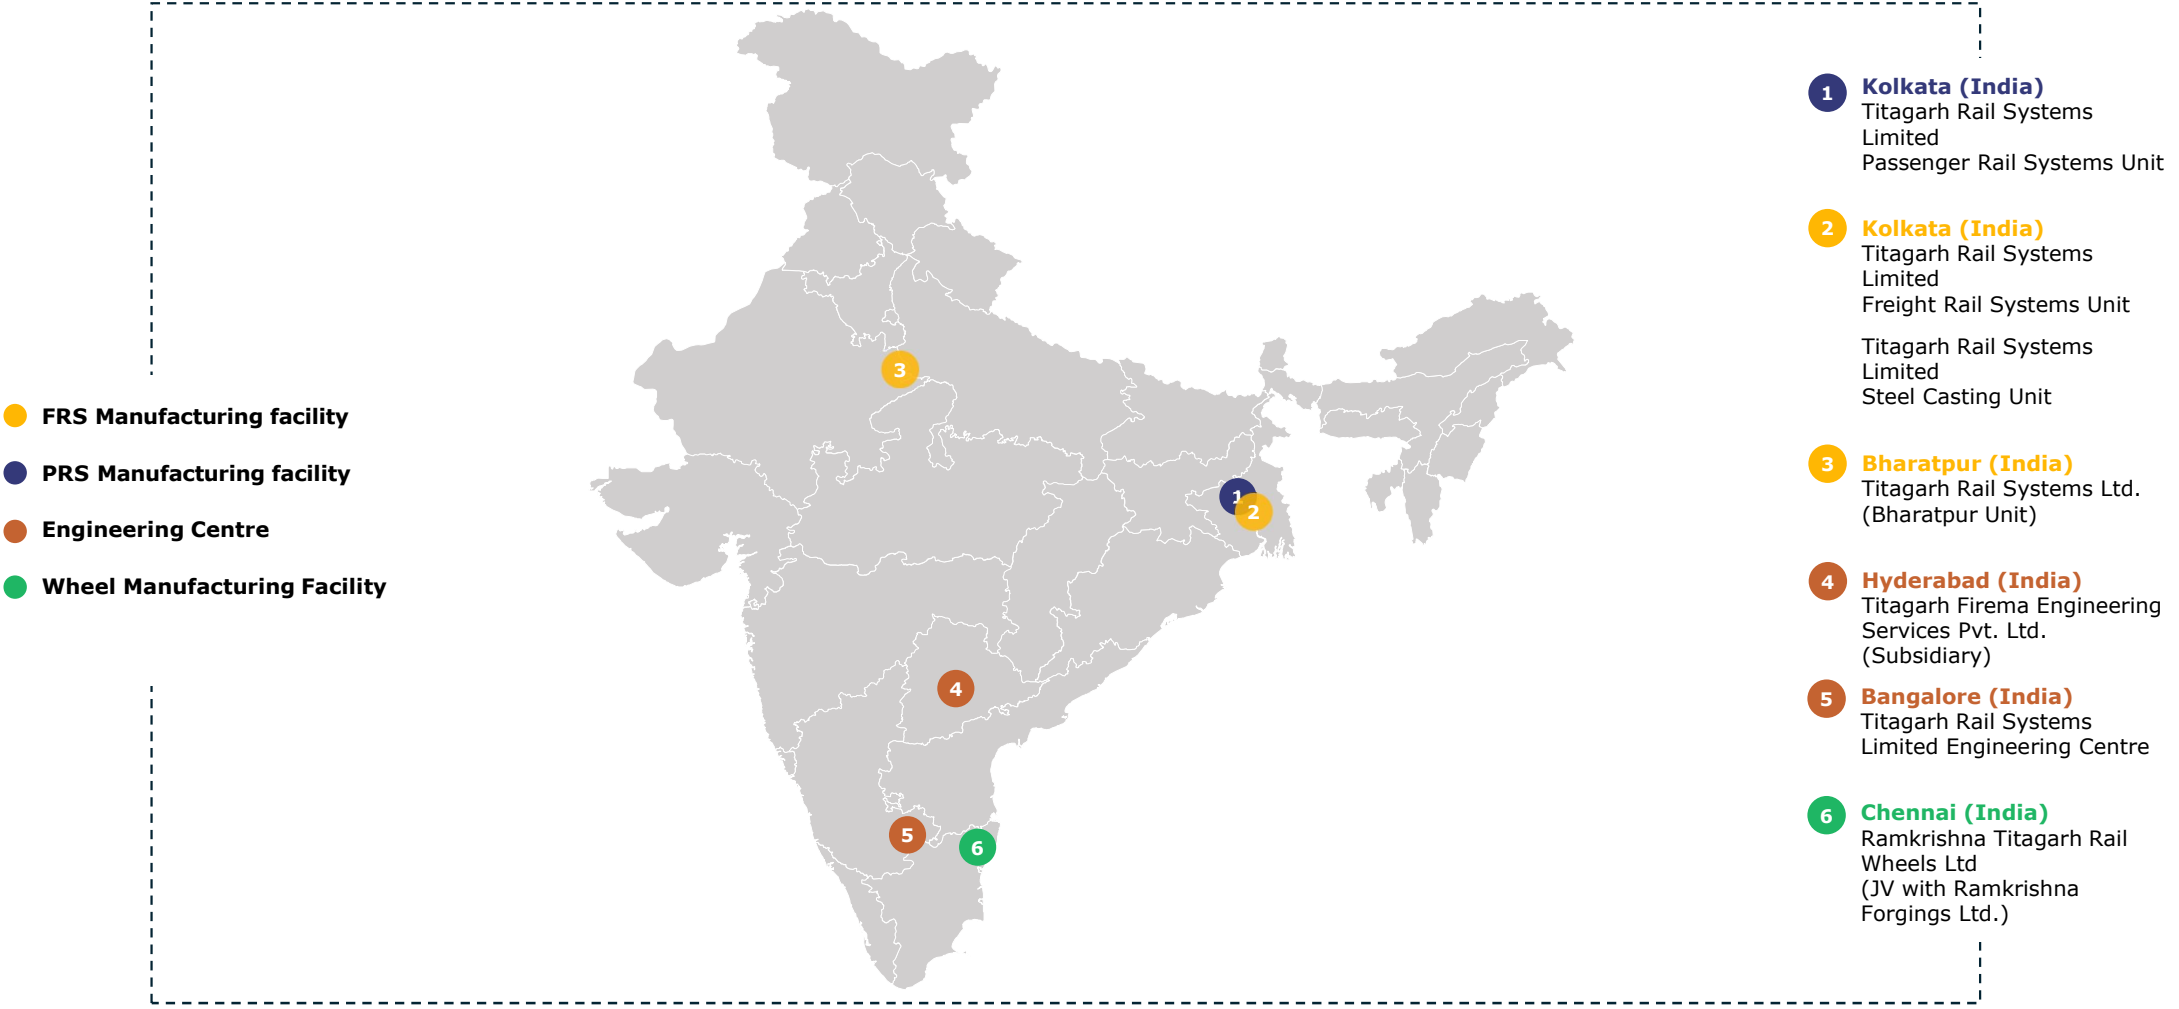 FRS Manufacturing facility
PRS Manufacturing facility
Engineering Centre
Wheel Manufacturing Facility
3
1
2
4
5
6
1
Kolkata (India)
Titagarh Rail Systems
Limited
Passenger Rail Systems Unit
2
Kolkata (India)
Titagarh Rail Systems
Limited
Freight Rail Systems Unit
Titagarh Rail Systems
Limited
Steel Casting Unit
3
Bharatpur (India)
Titagarh Rail Systems Ltd.
(Bharatpur Unit)
4
Hyderabad (India)
Titagarh Firema Engineering
Services Pvt. Ltd.
(Subsidiary)
5
Bangalore (India)
Titagarh Rail Systems
Limited Engineering Centre
6
Chennai (India)
Ramkrishna Titagarh Rail
Wheels Ltd
(JV with Ramkrishna
Forgings Ltd.)